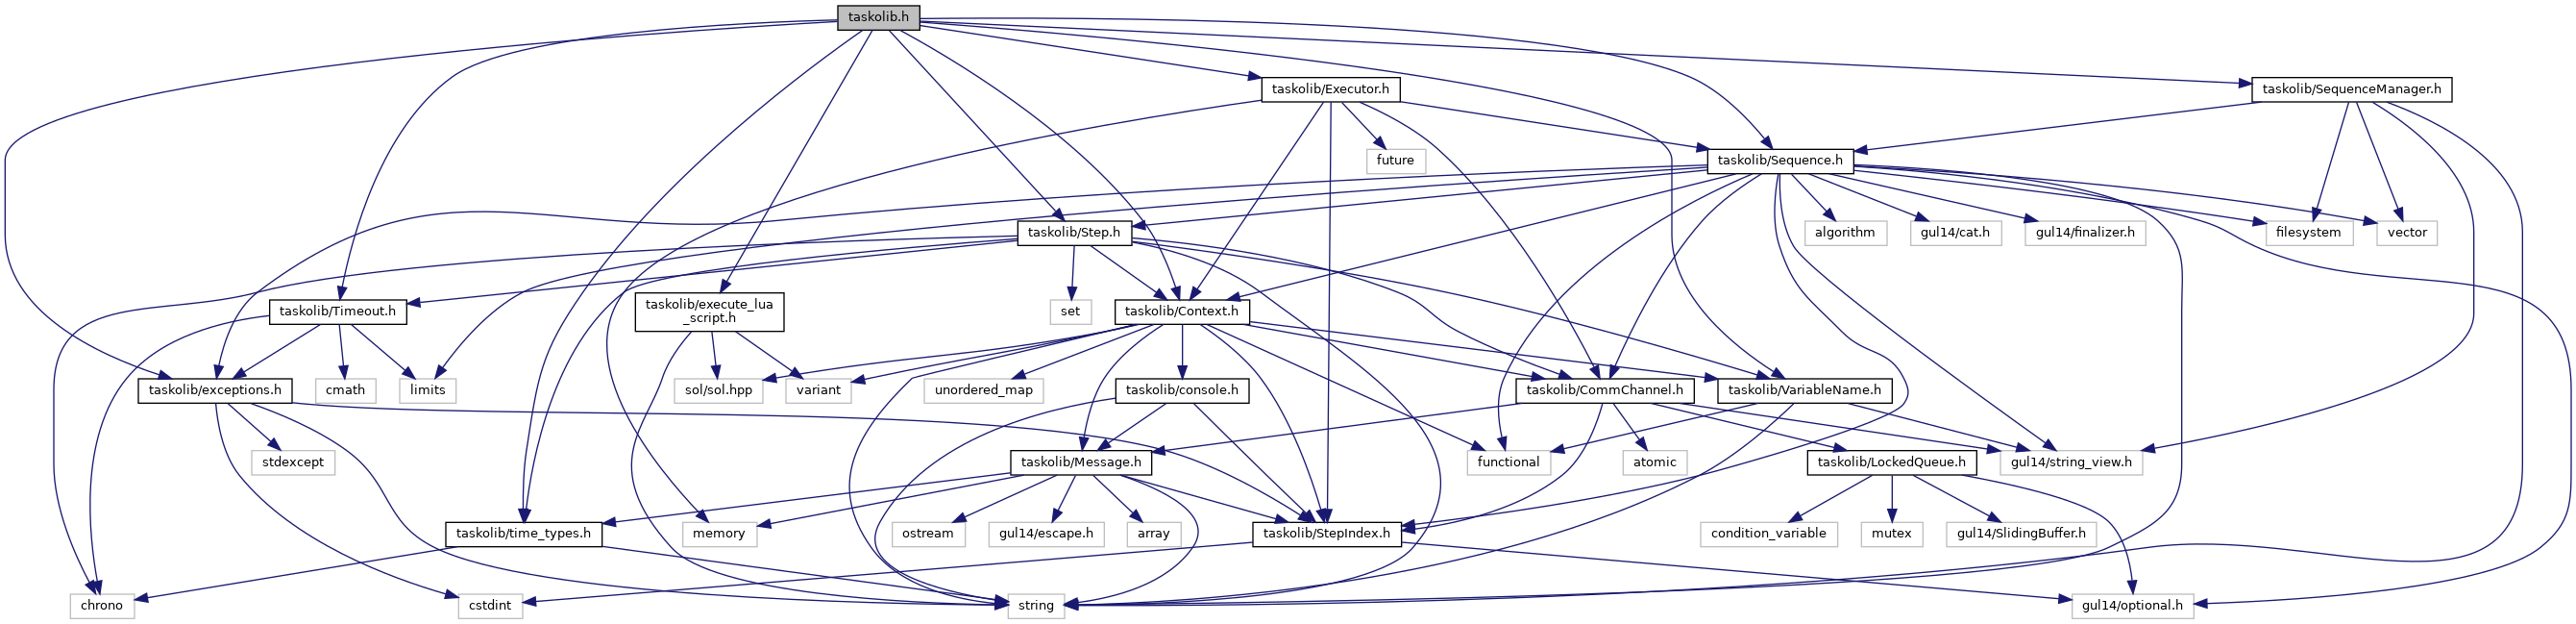 taskolib.h
taskolib/Executor.h
taskolib/SequenceManager.h
future
taskolib/Sequence.h
taskolib/Step.h
algorithm
gul14/cat.h
gul14/finalizer.h
filesystem
vector
taskolib/Timeout.h
taskolib/execute_lua
_script.h
set
taskolib/Context.h
taskolib/exceptions.h
cmath
limits
sol/sol.hpp
variant
unordered_map
taskolib/console.h
taskolib/CommChannel.h
taskolib/VariableName.h
stdexcept
taskolib/Message.h
functional
atomic
taskolib/LockedQueue.h
gul14/string_view.h
taskolib/time_types.h
memory
ostream
gul14/escape.h
array
taskolib/StepIndex.h
condition_variable
mutex
gul14/SlidingBuffer.h
chrono
cstdint
string
gul14/optional.h